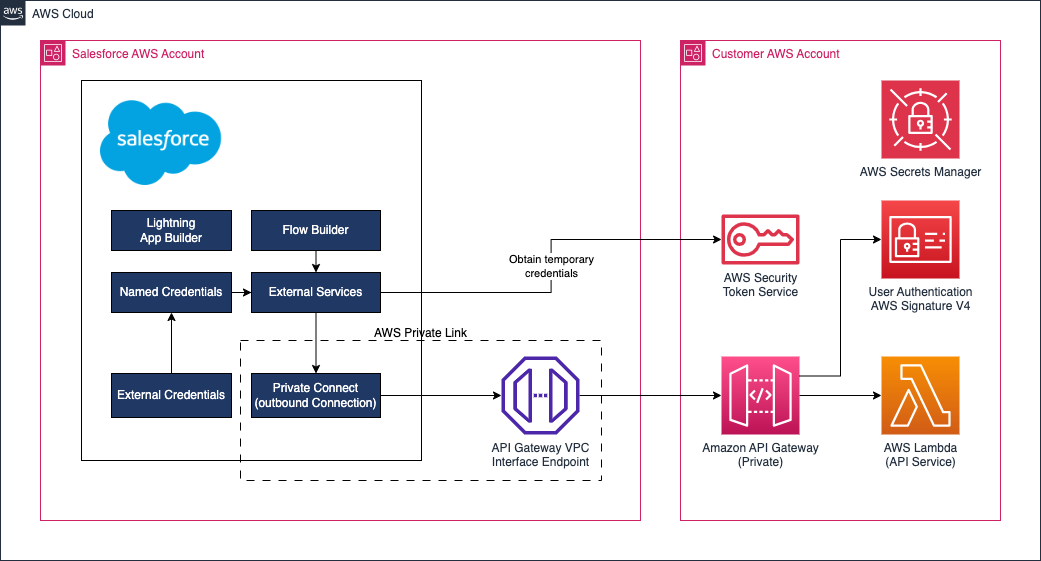 aws
AWS Cloud
Salesforce AWS Account
Customer AWS Account
salesforce
AWS Secrets Manager
Lightning
App Builder
Flow Builder
Named Credentials
External Services
Obtain temporary
credentials
AWS Security
Token Service
User Authentication
AWS Signature V4
AWS Private Link
External Credentials
Private Connect
(outbound Connection)
API Gateway VPC
Interface Endpoint
</>
Amazon API Gateway
(Private)
AWS Lambda
(API Service)